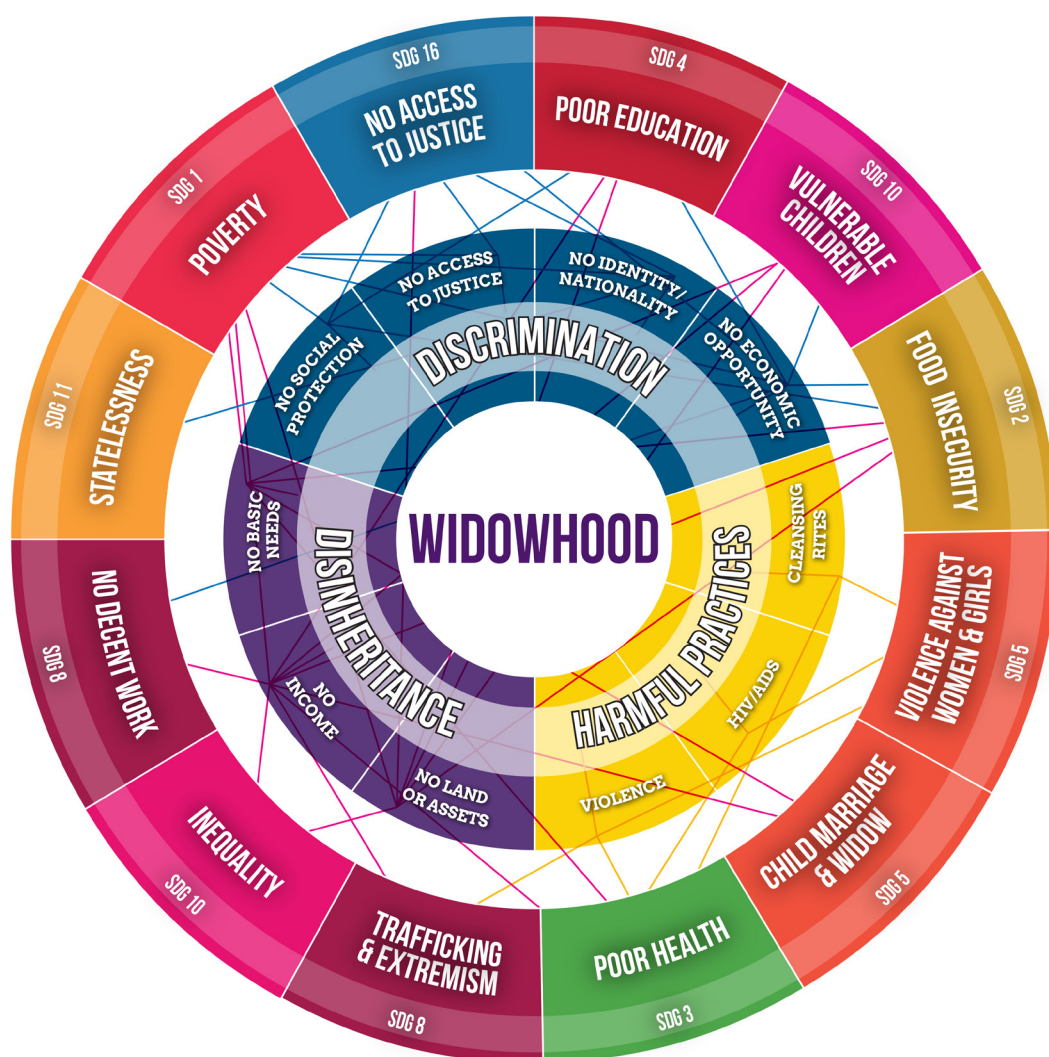 SDG 16
NO ACCESS
TO JUSTICE
SDG 4
POOR EDUCATION
SDG 10
VULNERABLE
CHILDREN
SDG 2
FOOD INSECURITY
SDG 5
VIOLENCE AGAINST
WOMEN & GIRLS
SDG 5
CHILD MARRIAGE
& WIDOW
SDG 3
POOR HEALTH
SDG 8
TRAFFICKING
& EXTREMISM
SDG 10
INEQUALITY
SDG 8
NO DECENT WORK
SDG 11
STATELESSNESS
SDG 1
POVERTY
DISCRIMINATION
NO SOCIAL
PROTECTION
NO ACCESS
TO JUSTICE
NO IDENTITY/
NATIONALITY
NO ECONOMIC
OPPORTUNITY
HARMFUL PRACTICES
CLEANSING
RITES
HIV/AIDS
VIOLENCE
DISINHERITANCE
NO LAND
OR ASSETS
NO
INCOME
NO BASIC
NEEDS
WIDOWHOOD